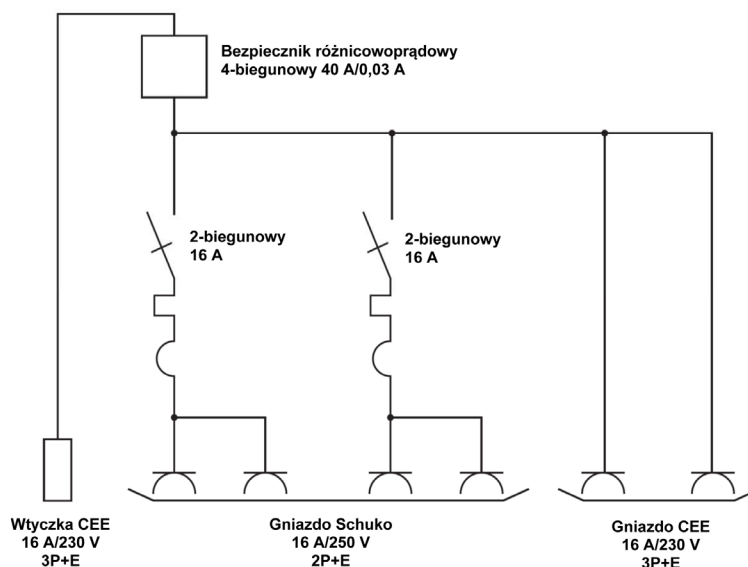 Bezpiecznik różnicowoprądowy
4-biegunowy 40 A/0,03 A
2-biegunowy
16 A
2-biegunowy
16 A
Wtyczka CEE
16 A/230 V
3P+E
Gniazdo Schuko
16 A/250 V
2P+E
Gniazdo CEE
16 A/230 V
3P+E